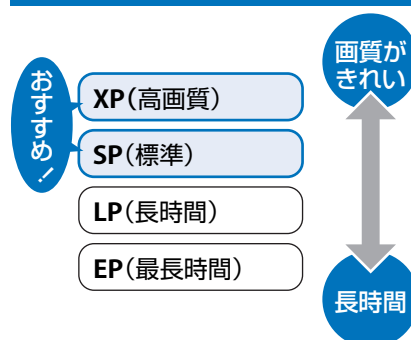 おすすめ!
XP(高画質)
SP(標準)
LP(長時間)
EP(最長時間)
画質が
きれい
長時間